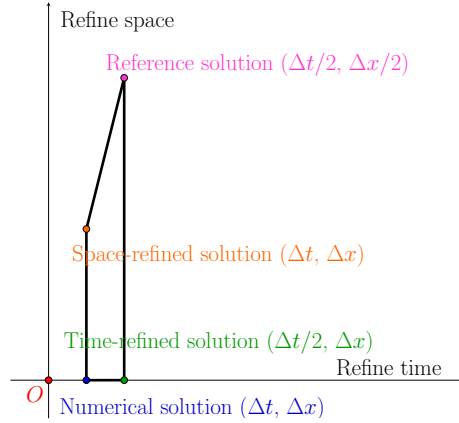 Refine space
Reference solution (Δt/2, Δx/2)
Space-refined solution (Δt, Δx)
Time-refined solution (Δt/2, Δx)
Refine time
O
Numerical solution (Δt, Δx)